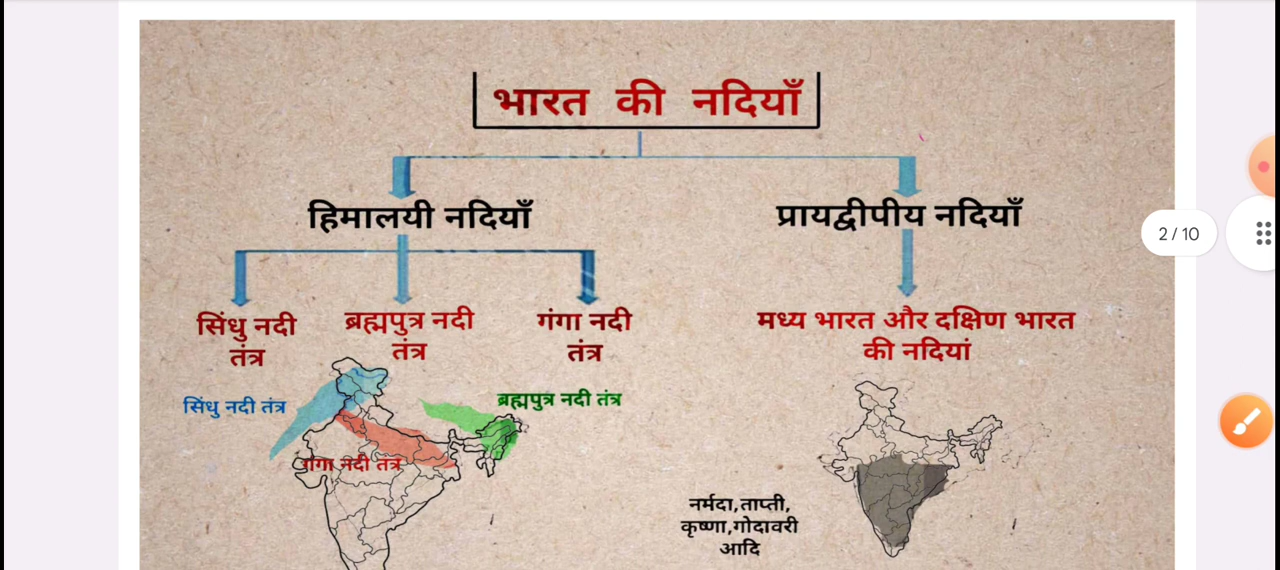 भारत की नदियाँ
हिमालयी नदियाँ
प्रायद्वीपीय नदियाँ
2 / 10
सिंधु नदी
तंत्र
ब्रह्मपुत्र नदी
तंत्र
गंगा नदी
तंत्र
मध्य भारत और दक्षिण भारत
की नदियां
सिंधु नदी तंत्र
ब्रह्मपुत्र नदी तंत्र
गंगा नदी तंत्र
नर्मदा,ताप्ती,
कृष्णा,गोदावरी
आदि